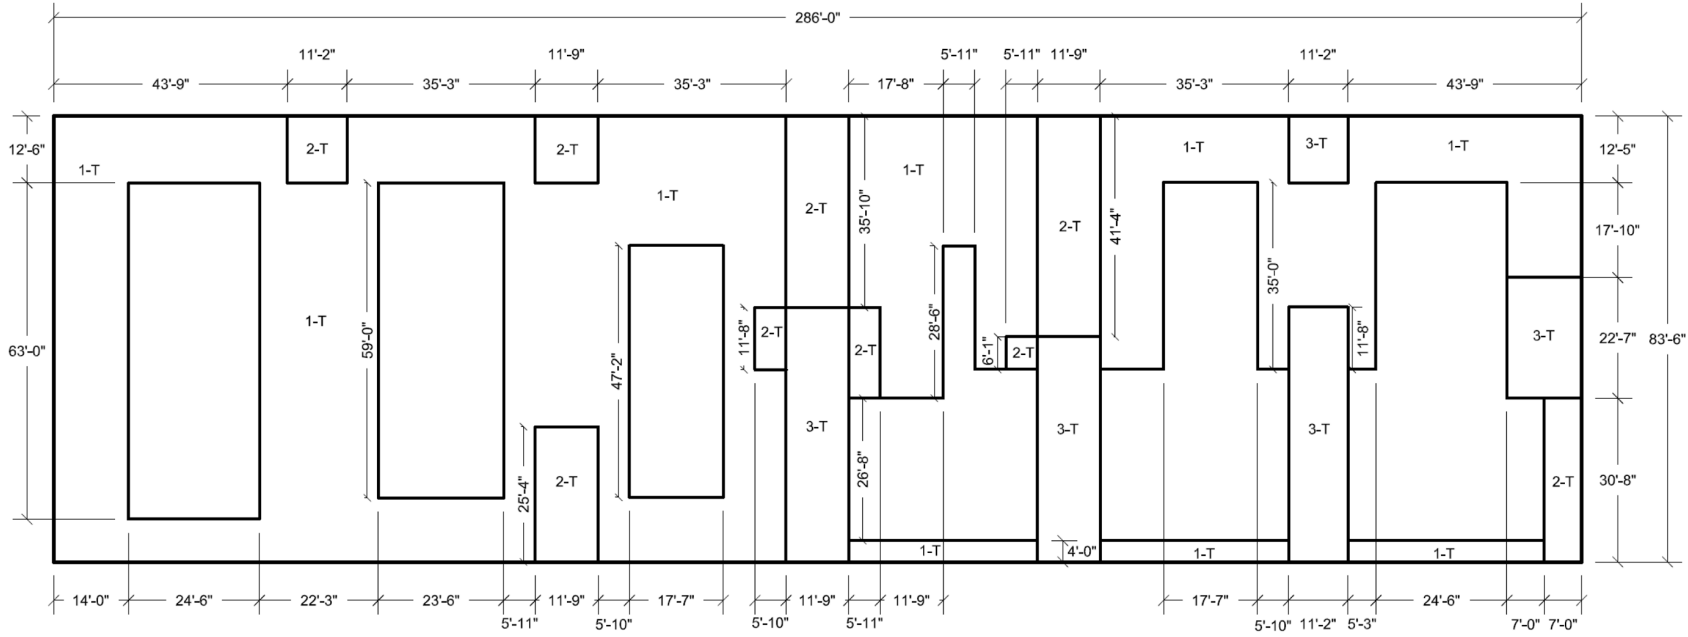 286'-0"
11'-2" 11'-9" 5'-11" 5'-11" 11'-9" 11'-2"
43'-9" 35'-3" 35'-3" 17'-8" 35'-3" 43'-9"
12'-6" 2-T 2-T 1-T 3-T 1-T 12'-5"
1-T 1-T 1-T
2-T 35'-10" 2-T 41'-4" 17'-10" 35'-0"
1-T 59'-0" 47'-2" 11'-8" 2-T 2-T 28'-6" 6'-1" 2-T 11'-8" 3-T 22'-7" 83'-6"
63'-0"
3-T 3-T 3-T
25'-4" 2-T 26'-8" 2-T 30'-8"
1-T 4'-0" 1-T 1-T
14'-0" 24'-6" 22'-3" 23'-6" 11'-9" 17'-7" 11'-9" 11'-9" 17'-7" 24'-6"
5'-11" 5'-10" 5'-10" 5'-11" 5'-10" 11'-2" 5'-3" 7'-0" 7'-0"